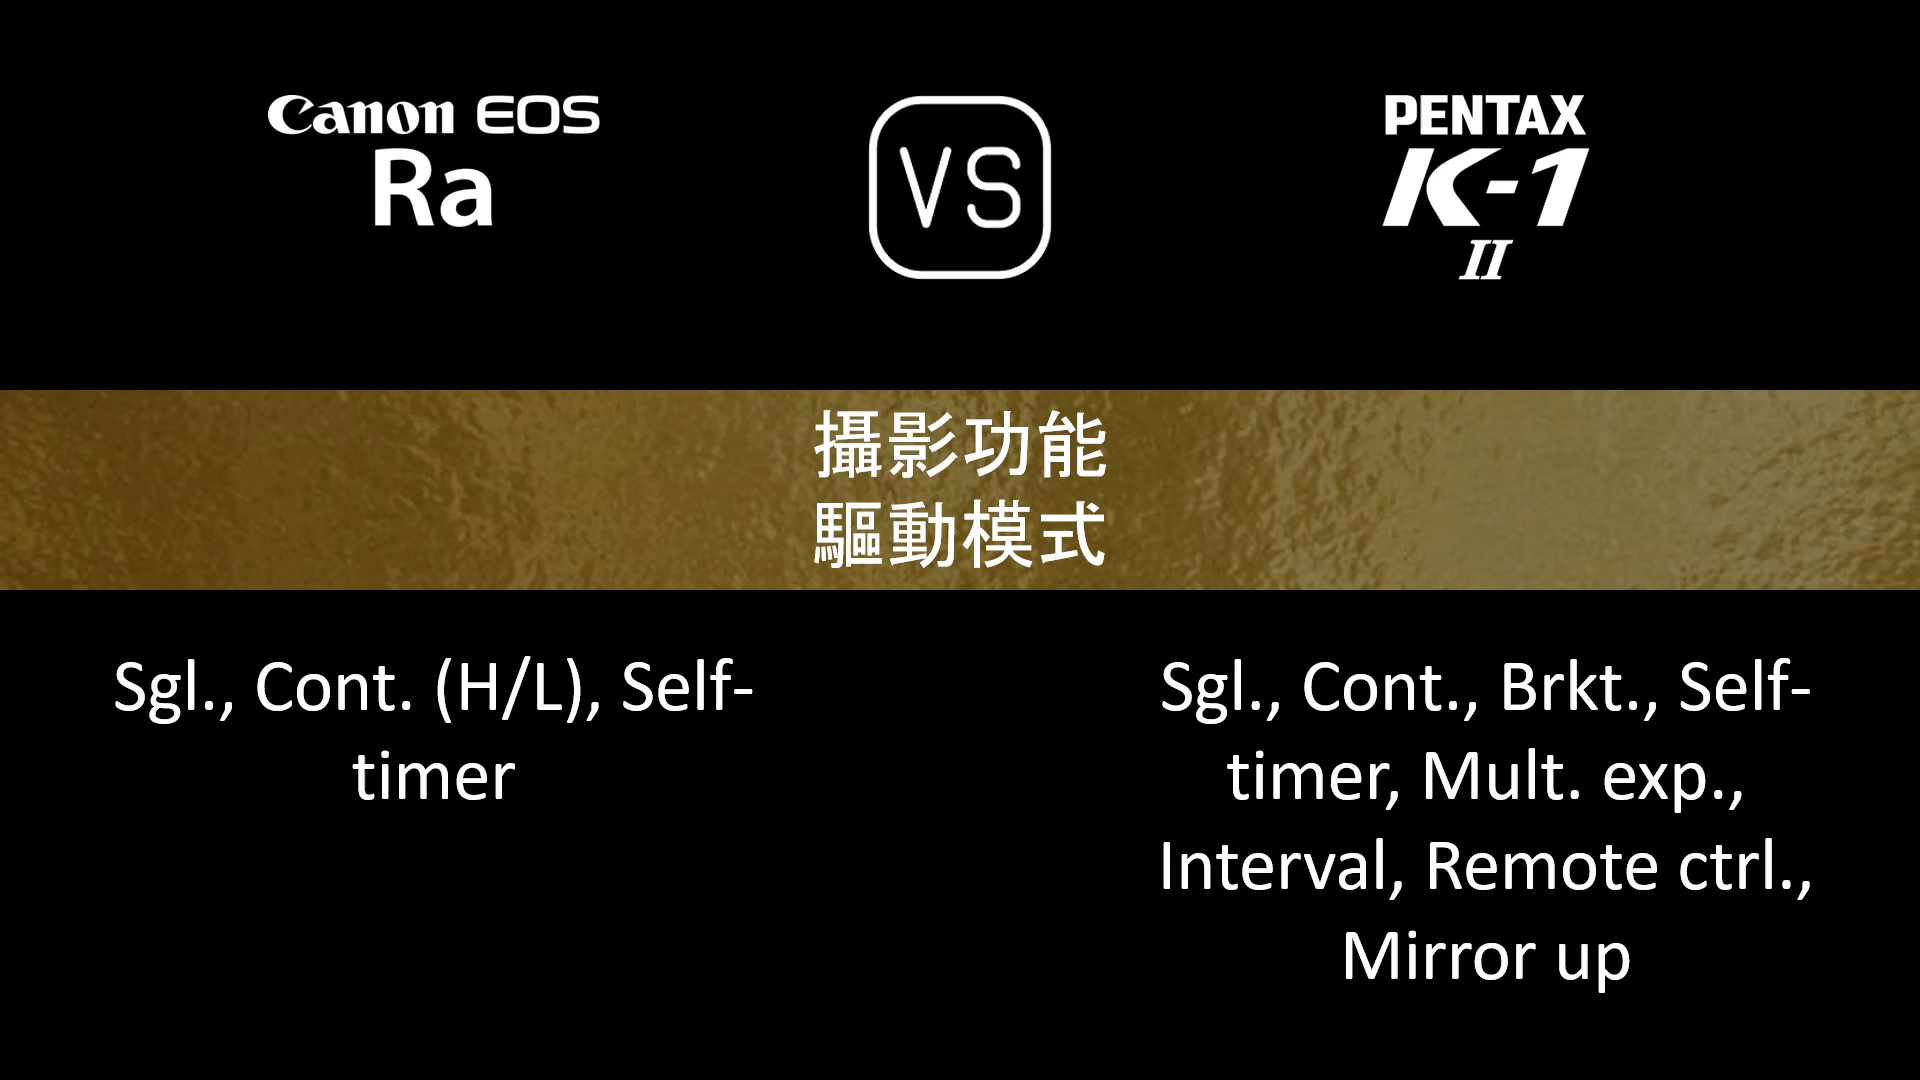 Canon EOS
Ra
VS
PENTAX
K-1
II
攝影功能
驅動模式
Sgl., Cont. (H/L), Self-
timer
Sgl., Cont., Brkt., Self-
timer, Mult. exp.,
Interval, Remote ctrl.,
Mirror up